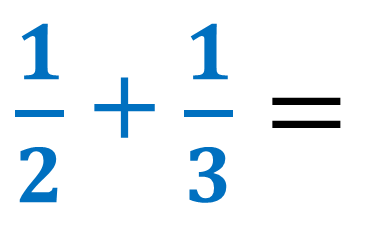 1/2 + 1/3 =